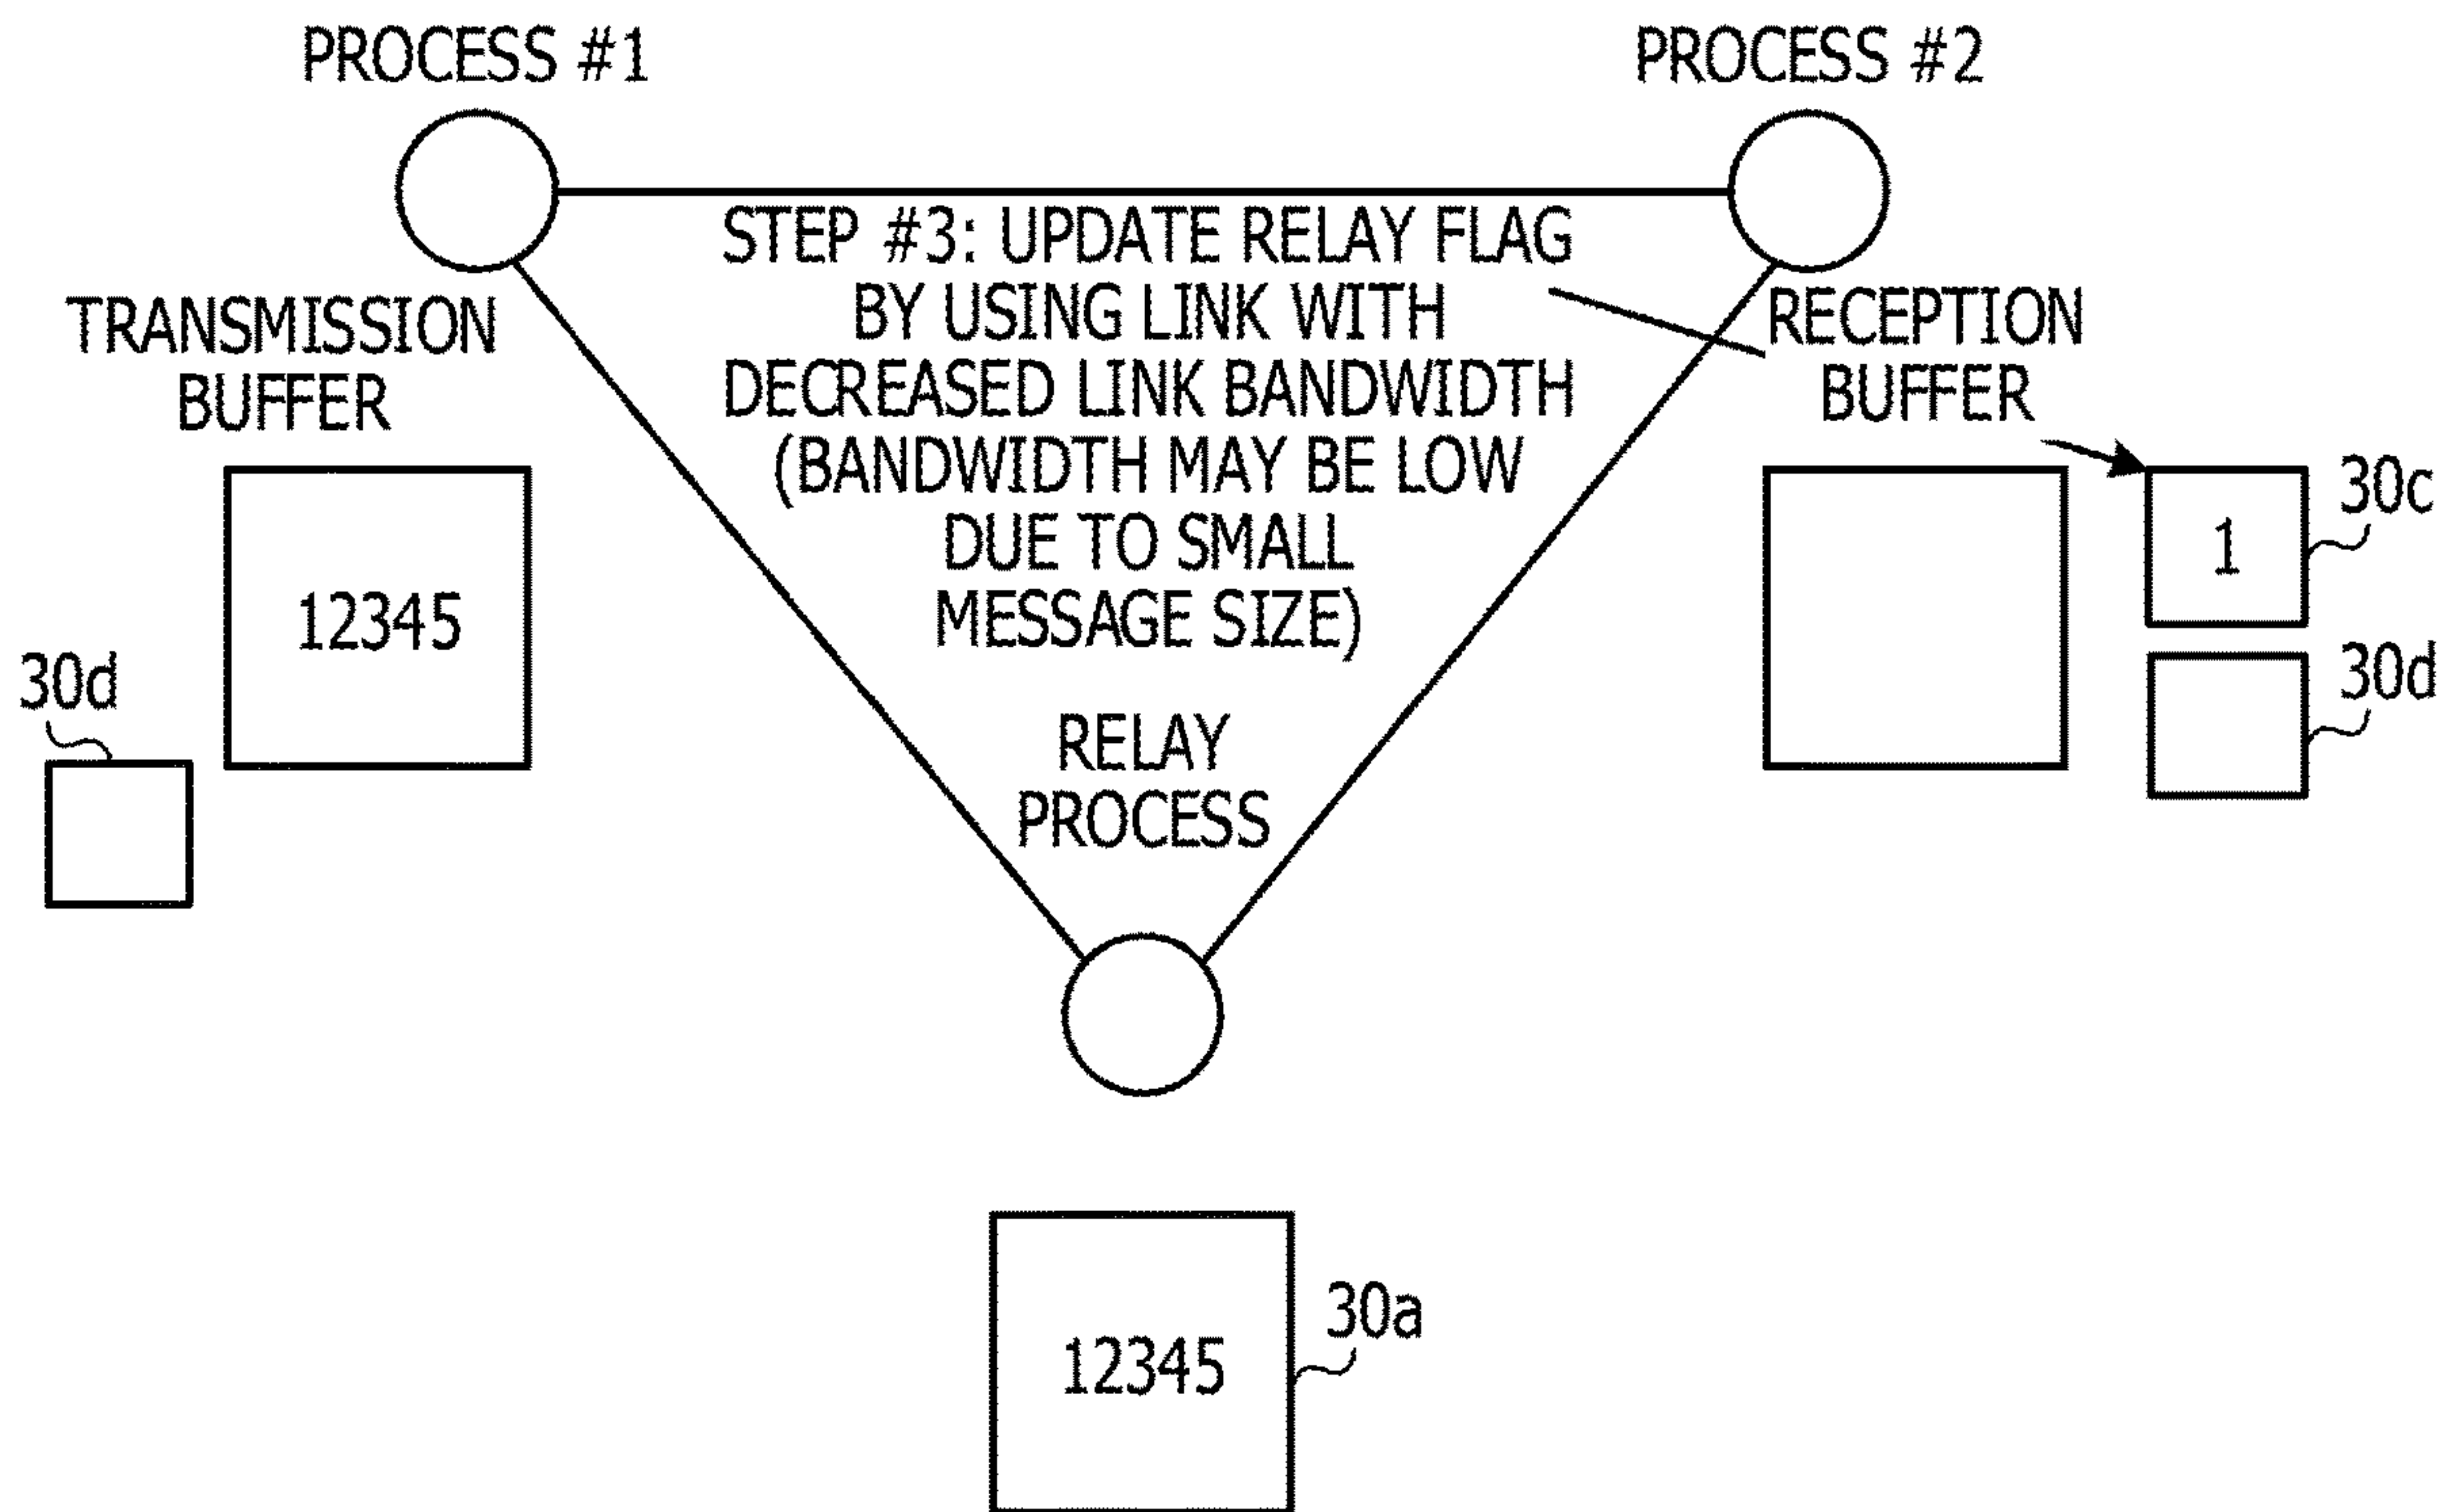 PROCESS #1
PROCESS #2
STEP #3: UPDATE RELAY FLAG
BY USING LINK WITH
DECREASED LINK BANDWIDTH
(BANDWIDTH MAY BE LOW
DUE TO SMALL
MESSAGE SIZE)
TRANSMISSION
BUFFER
RECEPTION
BUFFER
12345
30d
1
30c
30d
RELAY
PROCESS
12345
30a